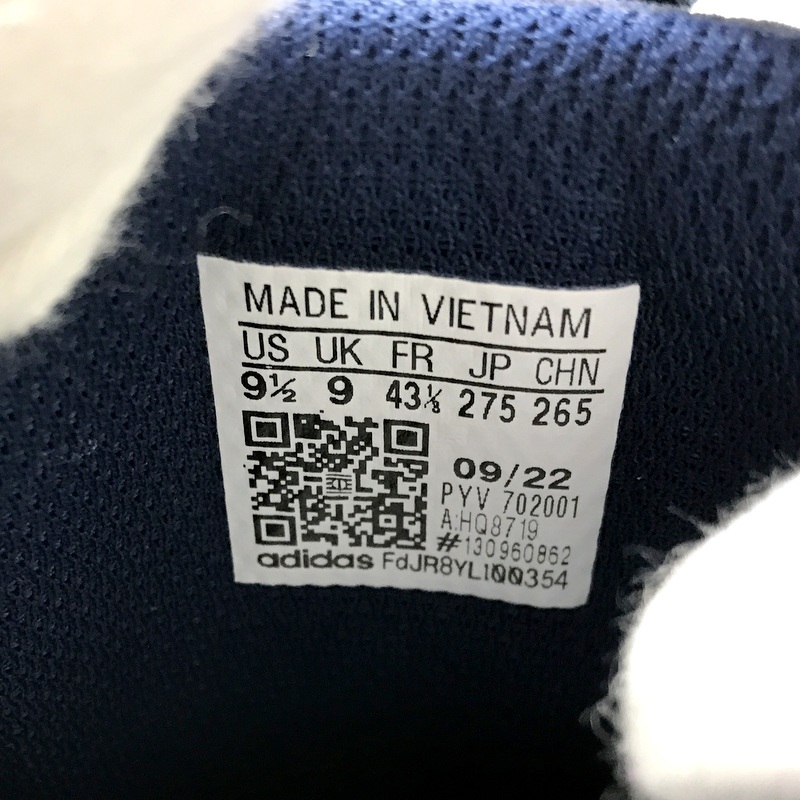 MADE IN VIETNAM
US UK FR JP CHN
9½ 9 43⅓ 275 265
09/22
PYV 702001
A:HQ8719
#130960862
adidas FdJR8YL100354